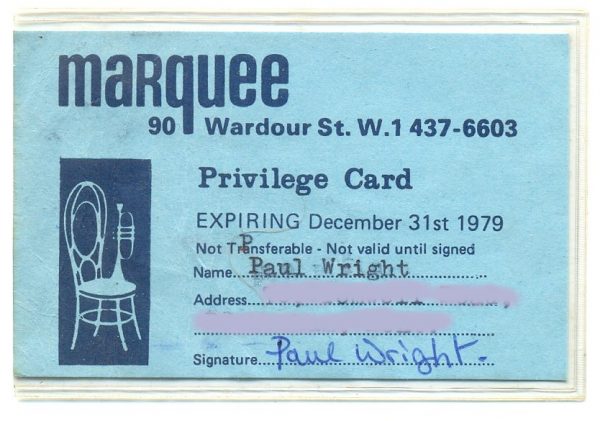 marquee
90 Wardour St. W.1 437-6603
Privilege Card
EXPIRING December 31st 1979
Not Transferable - Not valid until signed
Name Paul Wright
Address
Signature Paul Wright.